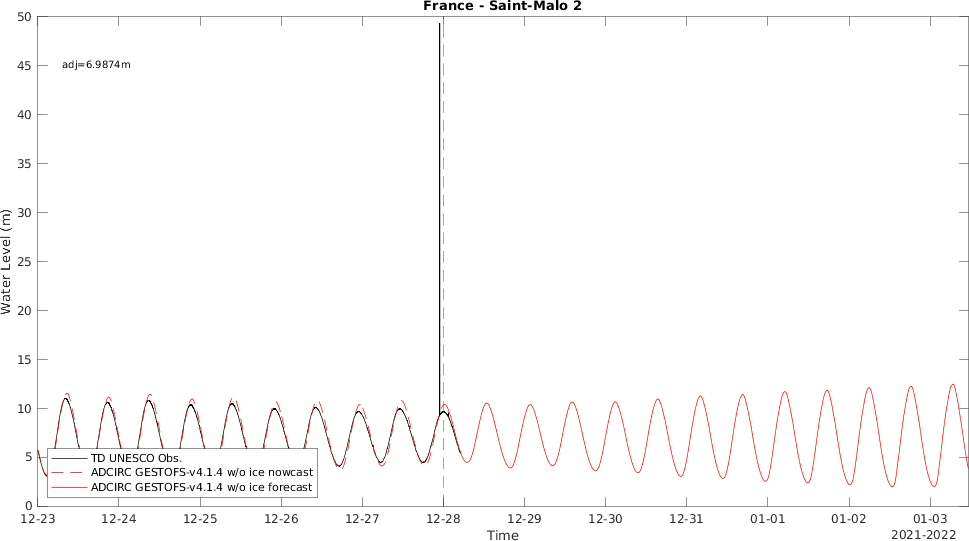 France - Saint-Malo 2
50
45
40
35
30
25
20
15
10
5
0
adj=6.9874m
Water Level (m)
TD UNESCO Obs.
ADCIRC GESTOFS-v4.1.4 w/o ice nowcast
ADCIRC GESTOFS-v4.1.4 w/o ice forecast
12-23 12-24 12-25 12-26 12-27 12-28 12-29 12-30 12-31 01-01 01-02 01-03
Time
2021-2022